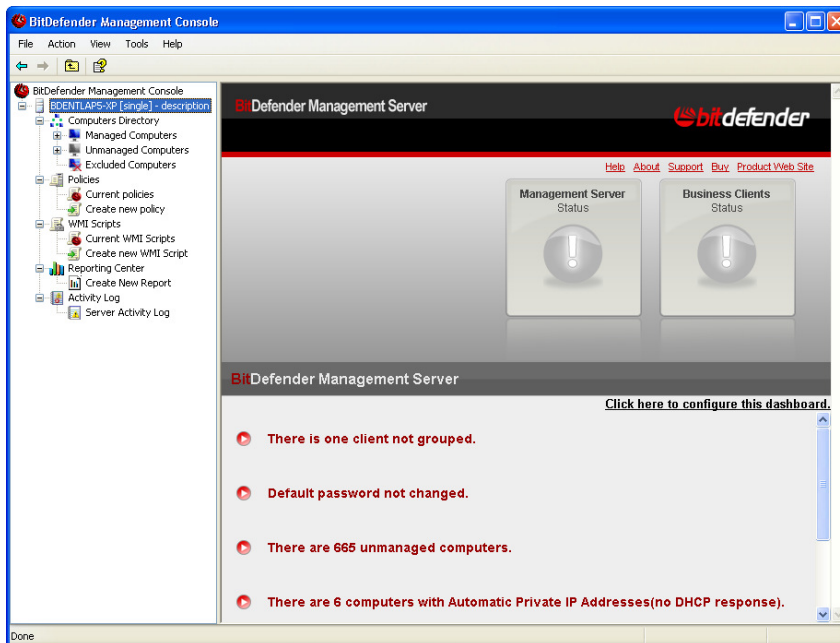 BitDefender Management Console
File Action View Tools Help
BitDefender Management Console
BDENTLAP5-XP [single] - description
Computers Directory
Managed Computers
Unmanaged Computers
Excluded Computers
Policies
Current policies
Create new policy
WMI Scripts
Current WMI Scripts
Create new WMI Script
Reporting Center
Create New Report
Activity Log
Server Activity Log
BitDefender Management Server
bitdefender
Help About Support Buy Product Web Site
Management Server
Status
Business Clients
Status
BitDefender Management Server
Click here to configure this dashboard.
There is one client not grouped.
Default password not changed.
There are 665 unmanaged computers.
There are 6 computers with Automatic Private IP Addresses(no DHCP response).
Done